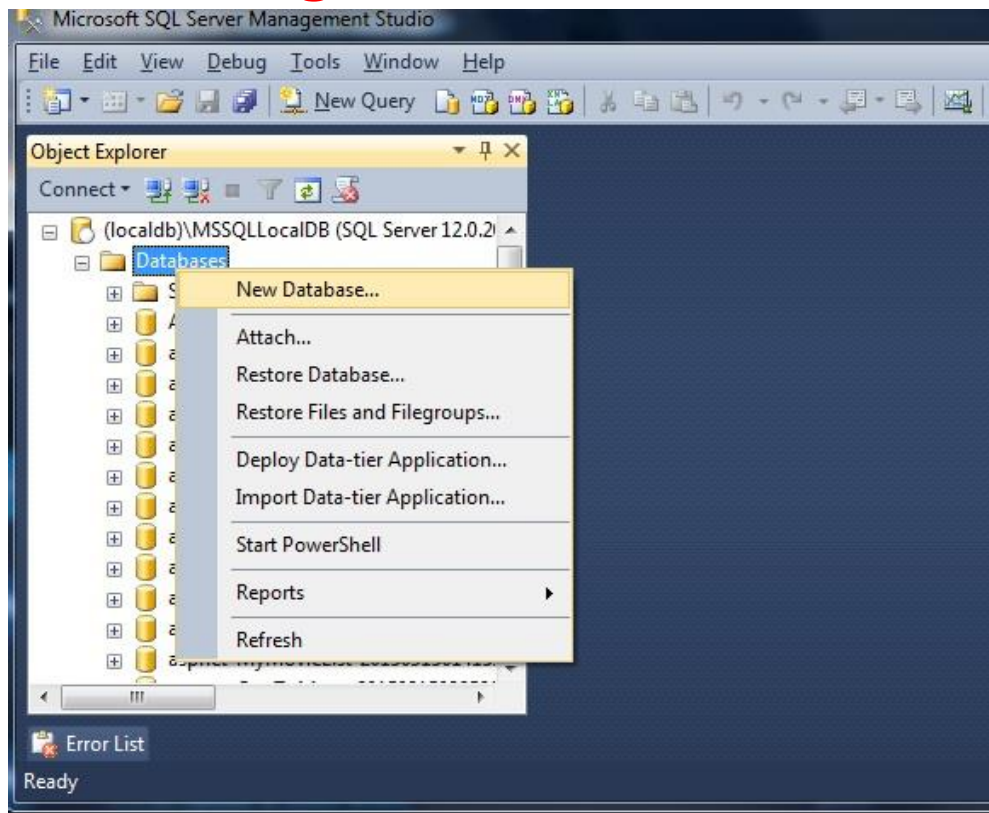 Microsoft SQL Server Management Studio
File Edit View Debug Tools Window Help
New Query
Object Explorer
Connect
(localdb)\MSSQLLocalDB (SQL Server 12.0.2
Databases
New Database...
Attach...
Restore Database...
Restore Files and Filegroups...
Deploy Data-tier Application...
Import Data-tier Application...
Start PowerShell
Reports
Refresh
Error List
Ready